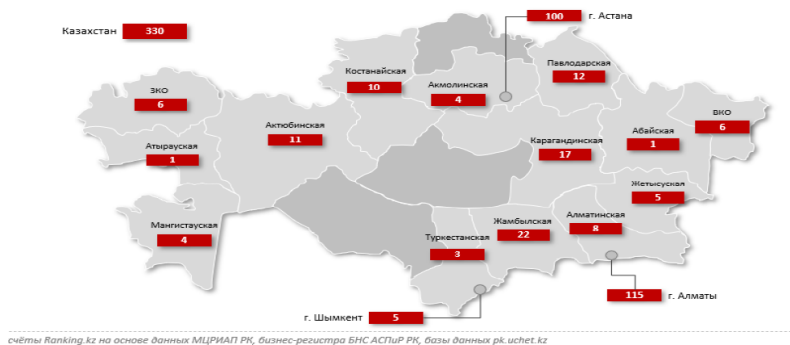 100 г. Астана
Казахстан 330
Павлодарская
12
Костанайская
10
Акмолинская
4
ЗКО
6
ВКО
6
Актюбинская
11
Карагандинская
17
Абайская
1
Атырауская
1
Жетысуская
5
Мангистауская
4
Жамбылская
22
Алматинская
8
Туркестанская
3
115 г. Алматы
г. Шымкент 5
счёты Ranking.kz на основе данных МЦРИАП РК, бизнес-регистра БНС АСПиР РК, базы данных pk.uchet.kz